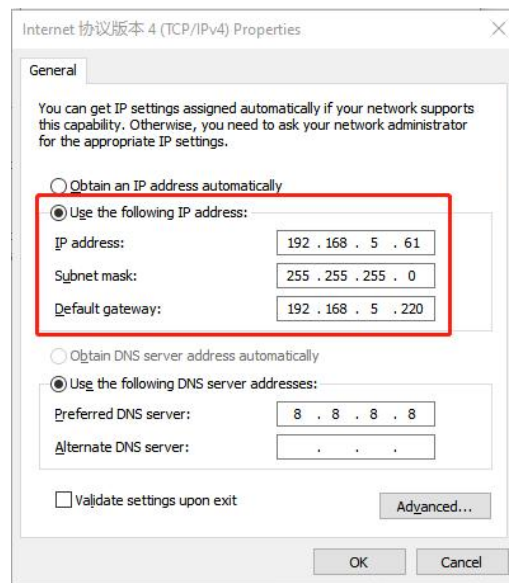 Internet 协议版本 4 (TCP/IPv4) Properties
General
You can get IP settings assigned automatically if your network supports
this capability. Otherwise, you need to ask your network administrator
for the appropriate IP settings.
Obtain an IP address automatically
Use the following IP address:
IP address: 192 . 168 . 5 . 61
Subnet mask: 255 . 255 . 255 . 0
Default gateway: 192 . 168 . 5 . 220
Obtain DNS server address automatically
Use the following DNS server addresses:
Preferred DNS server: 8 . 8 . 8 . 8
Alternate DNS server: . . .
Validate settings upon exit
Advanced...
OK Cancel